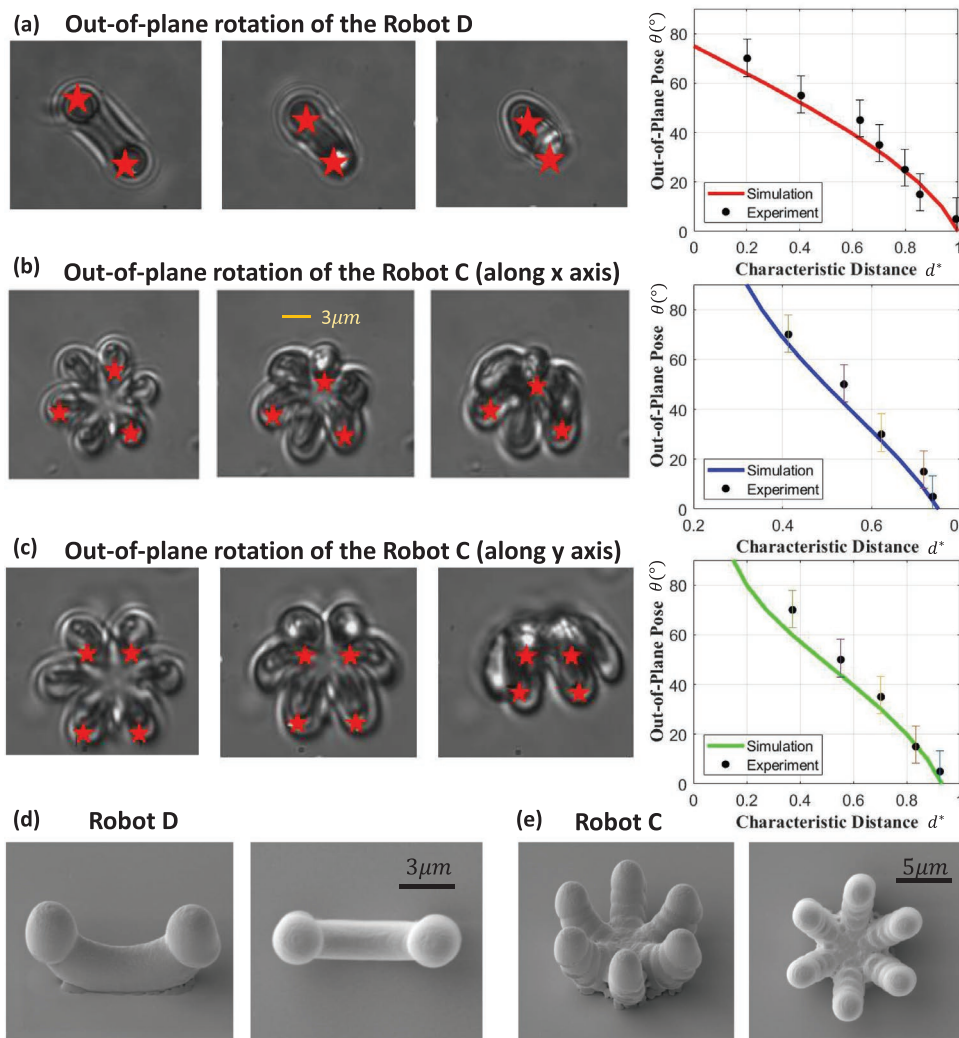 (a) Out-of-plane rotation of the Robot D
Out-of-Plane Pose θ(°)
80
60
40
20
0
Simulation
Experiment
0 0.2 0.4 0.6 0.8 1
Characteristic Distance d*
(b) Out-of-plane rotation of the Robot C (along x axis)
3μm
Out-of-Plane Pose θ(°)
80
60
40
20
0
Simulation
Experiment
0.2 0.4 0.6 0.8
Characteristic Distance d*
(c) Out-of-plane rotation of the Robot C (along y axis)
Out-of-Plane Pose θ(°)
80
60
40
20
0
Simulation
Experiment
0 0.2 0.4 0.6 0.8 1
Characteristic Distance d*
(d) Robot D
3μm
(e) Robot C
5μm